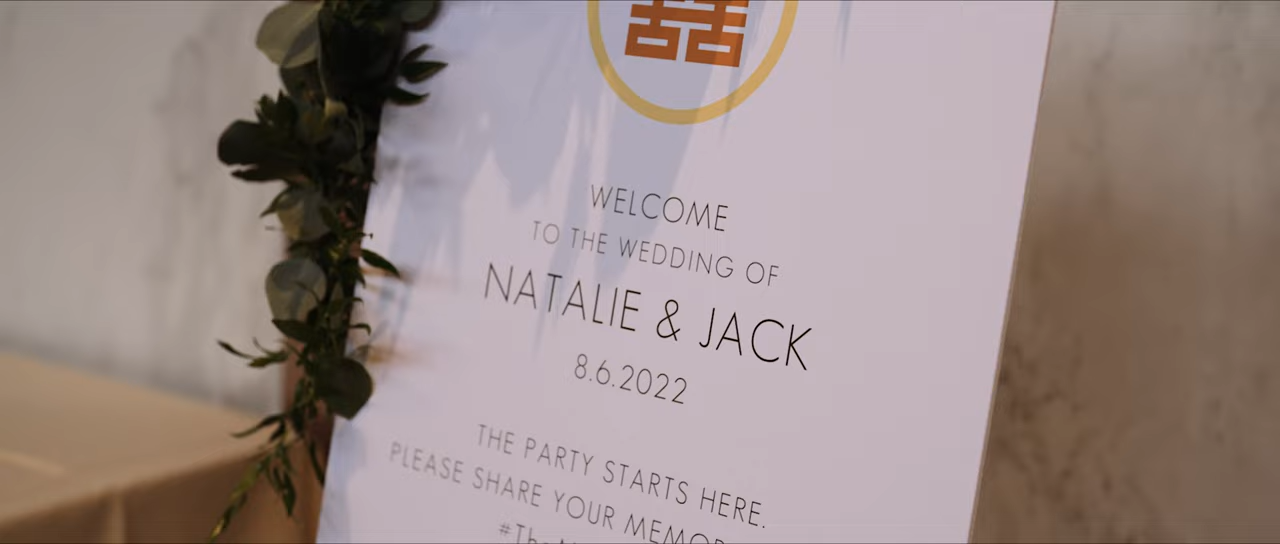 囍
WELCOME
TO THE WEDDING OF
NATALIE & JACK
8.6.2022
THE PARTY STARTS HERE.
PLEASE SHARE YOUR